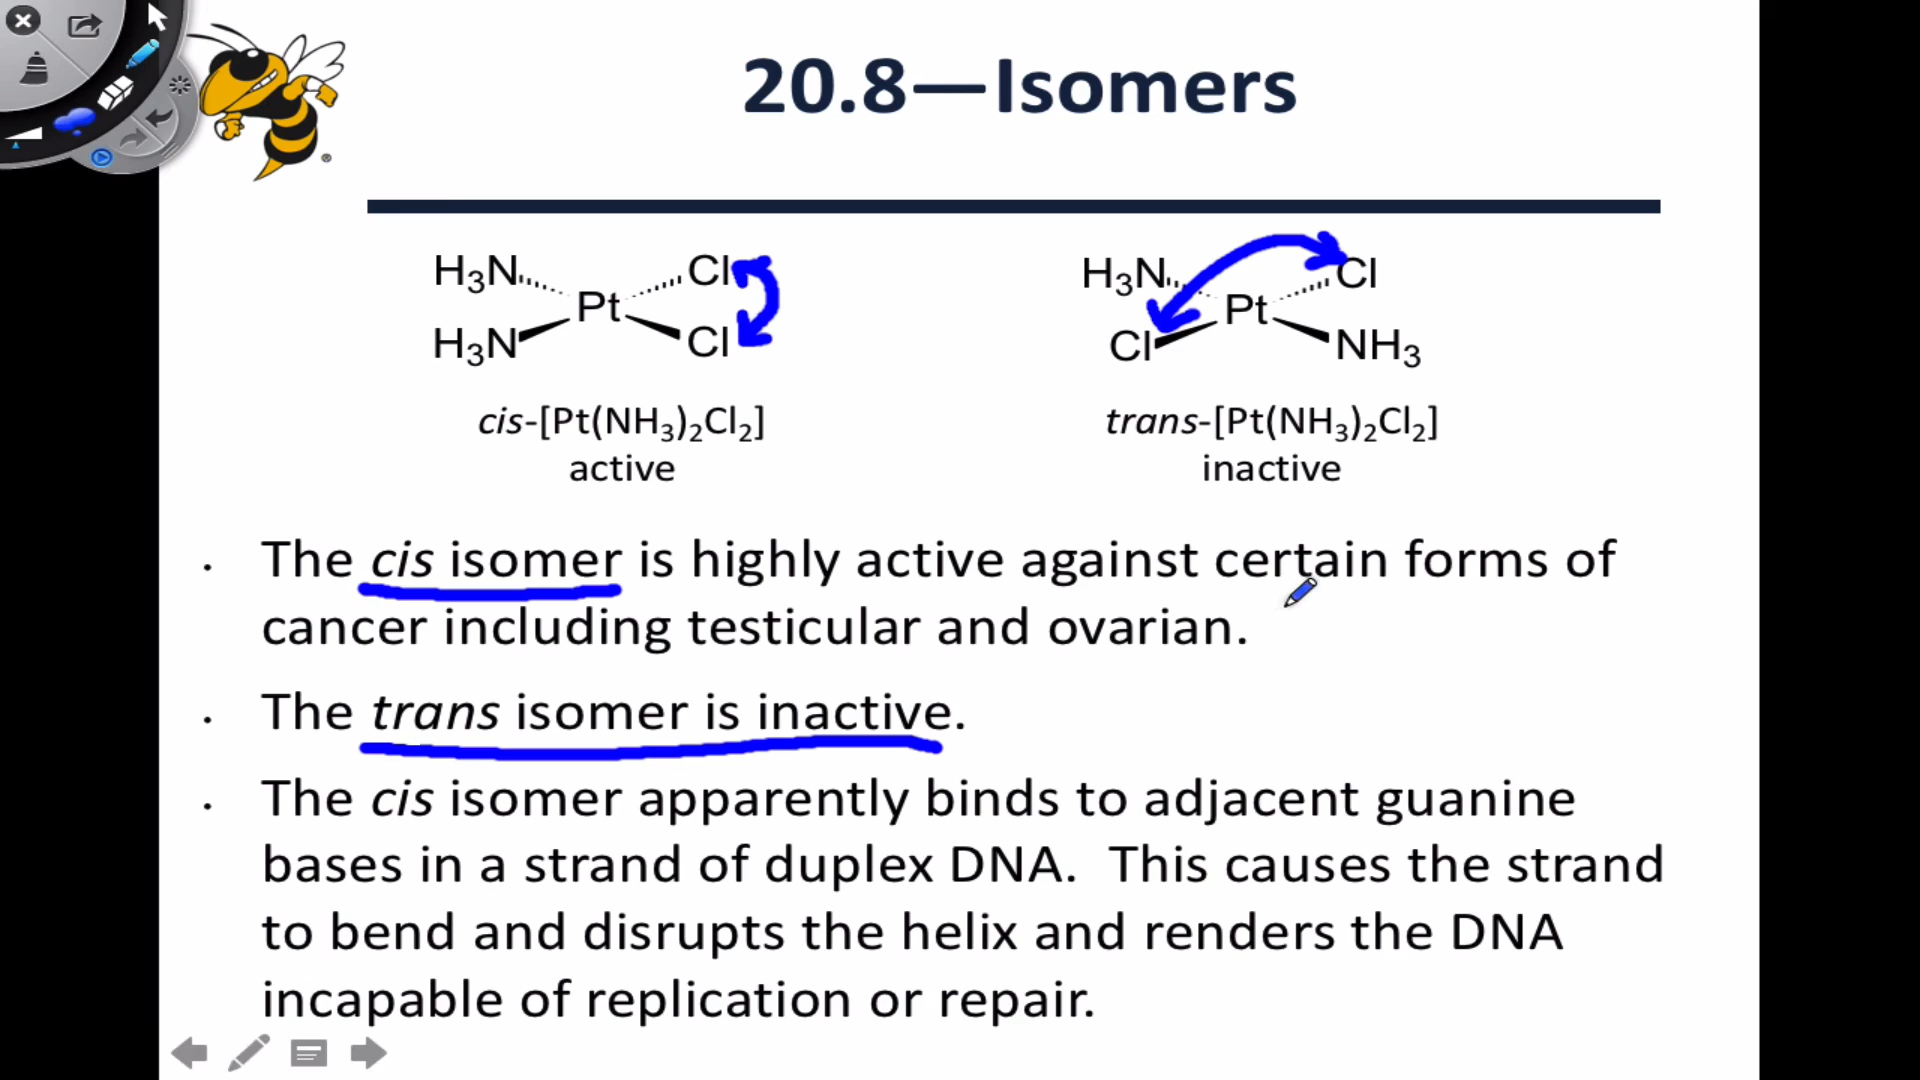 20.8—Isomers
H₃N Cl H₃N Cl
Pt Pt
H₃N Cl Cl NH₃
cis-[Pt(NH₃)₂Cl₂] trans-[Pt(NH₃)₂Cl₂]
active inactive
• The cis isomer is highly active against certain forms of
cancer including testicular and ovarian.
• The trans isomer is inactive.
• The cis isomer apparently binds to adjacent guanine
bases in a strand of duplex DNA. This causes the strand
to bend and disrupts the helix and renders the DNA
incapable of replication or repair.